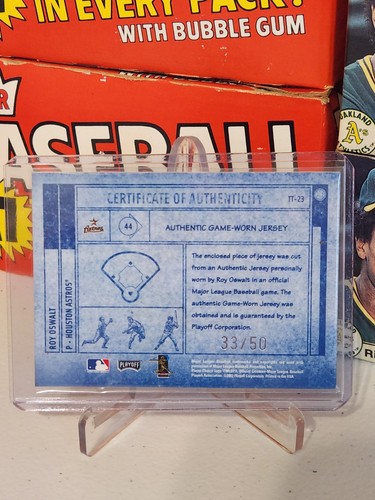 IN EVERY PACK!
WITH BUBBLE GUM
BASEBALL
OAKLAND
A's
CERTIFICATE OF AUTHENTICITY
TT-23
Astros
44
AUTHENTIC GAME-WORN JERSEY
The enclosed piece of jersey was cut
from an Authentic Jersey personally
worn by Roy Oswalt in an official
Major League Baseball game. The
authentic Game-Worn Jersey was
obtained and is guaranteed by the
Playoff Corporation.
33/50
ROY OSWALT
P - HOUSTON ASTROS
PLAYOFF